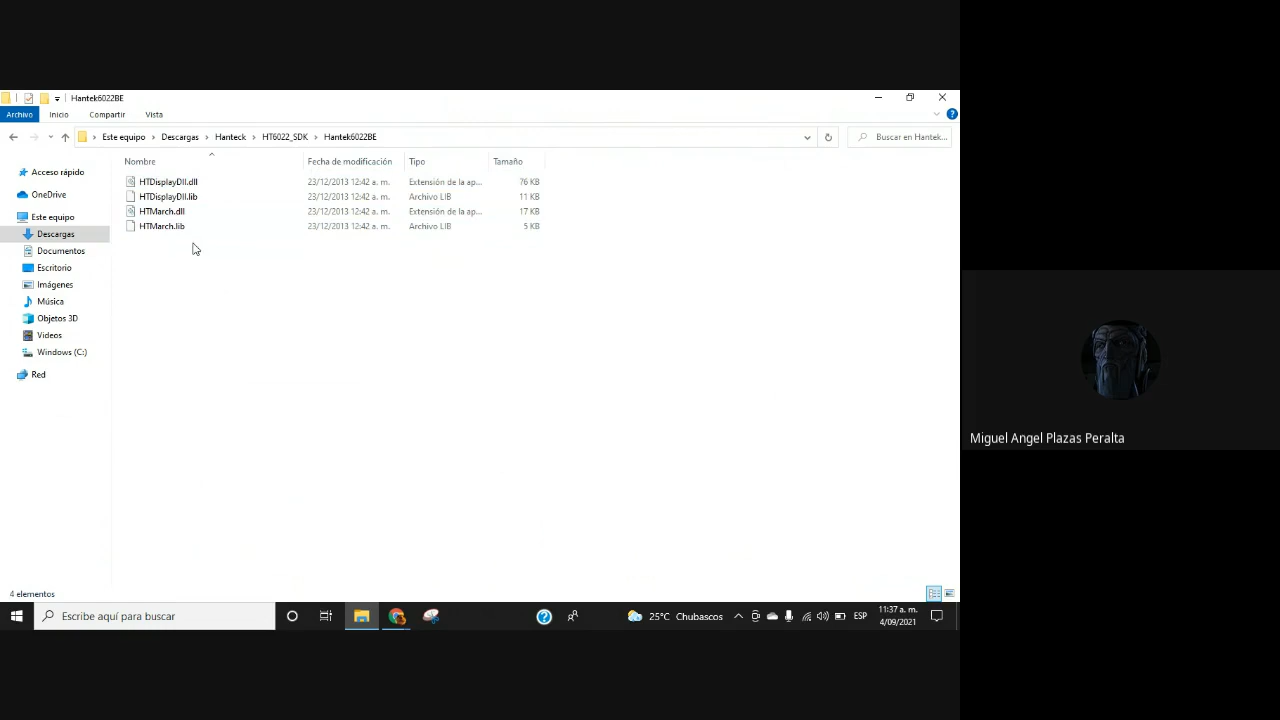 Hantek6022BE
Archivo Inicio Compartir Vista
Este equipo Descargas Hanteck HT6022_SDK Hantek6022BE
Buscar en Hantek...
Nombre Fecha de modificación Tipo Tamaño
HTDisplayDll.dll 23/12/2013 12:42 a. m. Extensión de la ap... 76 KB
HTDisplayDll.lib 23/12/2013 12:42 a. m. Archivo LIB 11 KB
HTMarch.dll 23/12/2013 12:42 a. m. Extensión de la ap... 17 KB
HTMarch.lib 23/12/2013 12:42 a. m. Archivo LIB 5 KB
Acceso rápido
OneDrive
Este equipo
Descargas
Documentos
Escritorio
Imágenes
Música
Objetos 3D
Videos
Windows (C:)
Red
Miguel Angel Plazas Peralta
4 elementos
Escribe aquí para buscar
25°C Chubascos
ESP
11:37 a. m.
4/09/2021